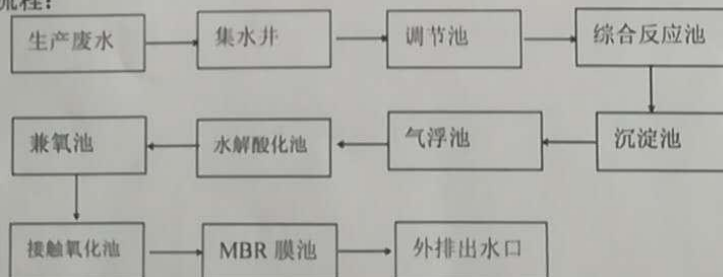 流程：
生产废水
集水井
调节池
综合反应池
兼氧池
水解酸化池
气浮池
沉淀池
接触氧化池
MBR 膜池
外排出水口